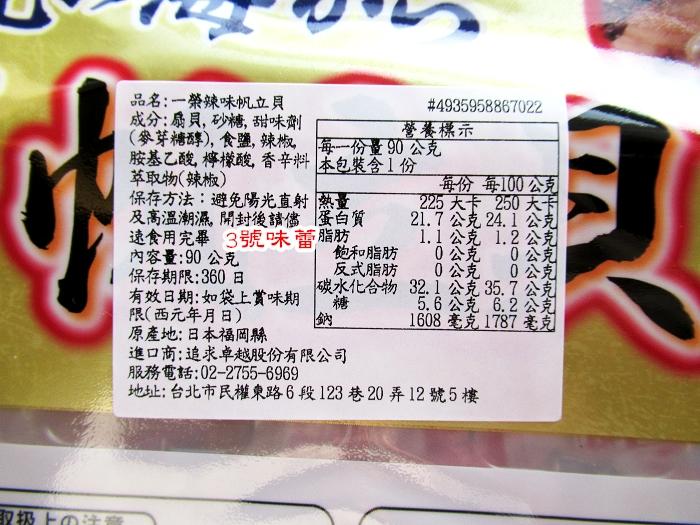 帆立貝
品名:一榮辣味帆立貝
#4935958867022
成分:扇貝, 砂糖, 甜味劑
(麥芽糖醇), 食鹽, 辣椒,
胺基乙酸, 檸檬酸, 香辛料
萃取物(辣椒)
保存方法：避免陽光直射
及高溫潮濕, 開封後請儘
速食用完畢
3號味蕾
內容量:90 公克
保存期限:360 日
有效日期:如袋上賞味期
限(西元年月日)
原產地:日本福岡縣
進口商:追求卓越股份有限公司
服務電話:02-2755-6969
地址:台北市民權東路6段123巷20弄12號5樓
營養標示
每一份量 90 公克
本包裝含 1 份
每份 每100 公克
熱量 225 大卡 250 大卡
蛋白質 21.7 公克 24.1 公克
脂肪 1.1 公克 1.2 公克
飽和脂肪 0 公克 0 公克
反式脂肪 0 公克 0 公克
碳水化合物 32.1 公克 35.7 公克
糖 5.6 公克 6.2 公克
鈉 1608 毫克 1787 毫克
取扱上の注意